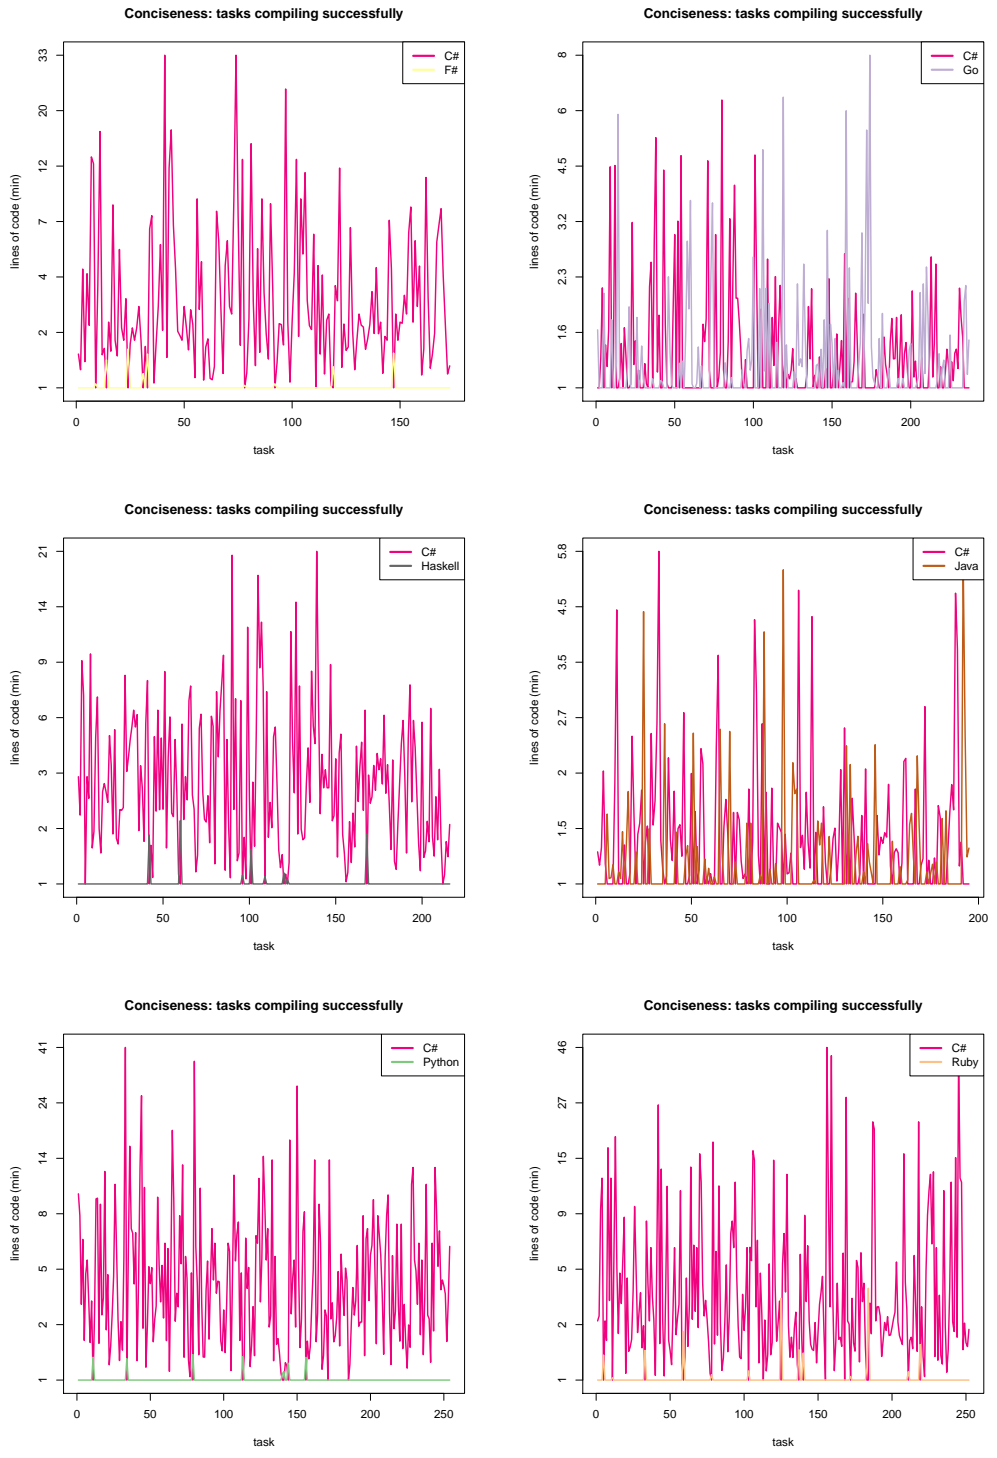 Conciseness: tasks compiling successfully
C#
F#
lines of code (min)
33
20
12
7
4
2
1
0
50
100
150
task
Conciseness: tasks compiling successfully
C#
Go
lines of code (min)
8
6
4.5
3.2
2.3
1.6
1
0
50
100
150
200
task
Conciseness: tasks compiling successfully
C#
Haskell
lines of code (min)
21
14
9
6
3
2
1
0
50
100
150
200
task
Conciseness: tasks compiling successfully
C#
Java
lines of code (min)
5.8
4.5
3.5
2.7
2
1.5
1
0
50
100
150
200
task
Conciseness: tasks compiling successfully
C#
Python
lines of code (min)
41
24
14
8
5
2
1
0
50
100
150
200
250
task
Conciseness: tasks compiling successfully
C#
Ruby
lines of code (min)
46
27
15
9
5
2
1
0
50
100
150
200
250
task